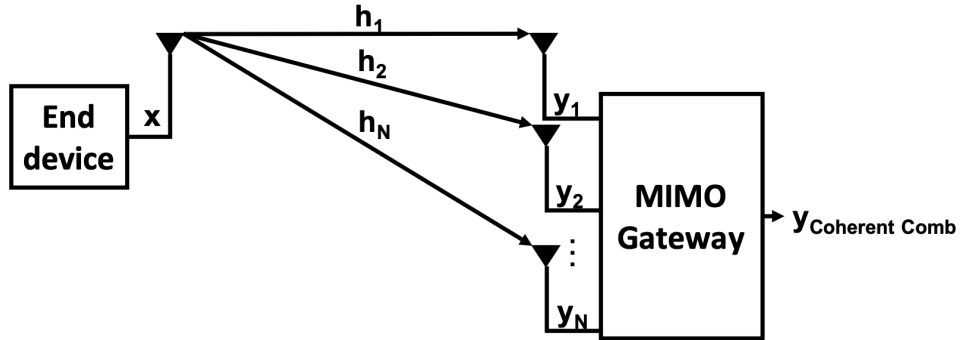 h1
h2
hN
End
device
x
y1
y2
⋮
yN
MIMO
Gateway
yCoherent Comb